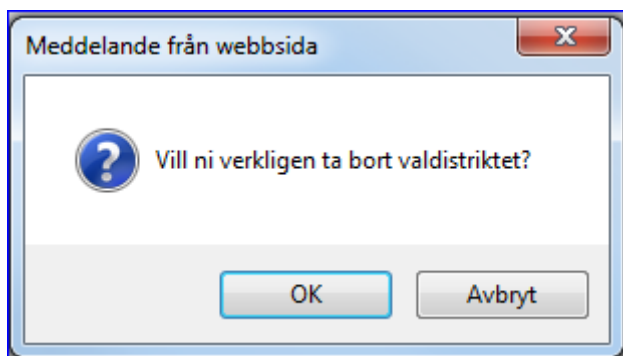 Meddelande från webbsida
Vill ni verkligen ta bort valdistriktet?
OK
Avbryt